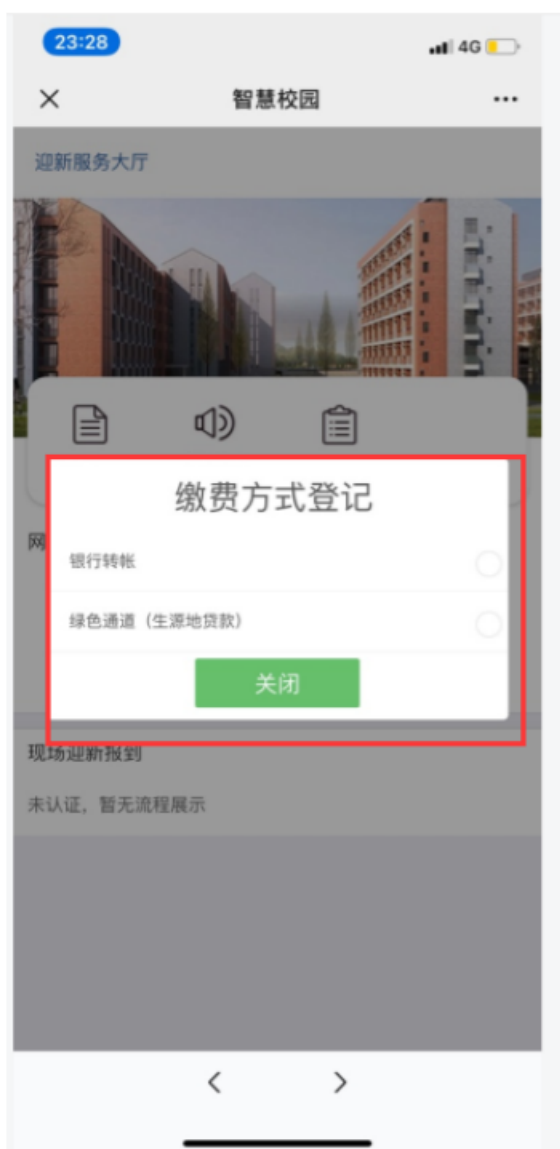 23:28
4G
智慧校园
迎新服务大厅
缴费方式登记
网
银行转帐
绿色通道（生源地贷款）
关闭
现场迎新报到
未认证，暂无流程展示